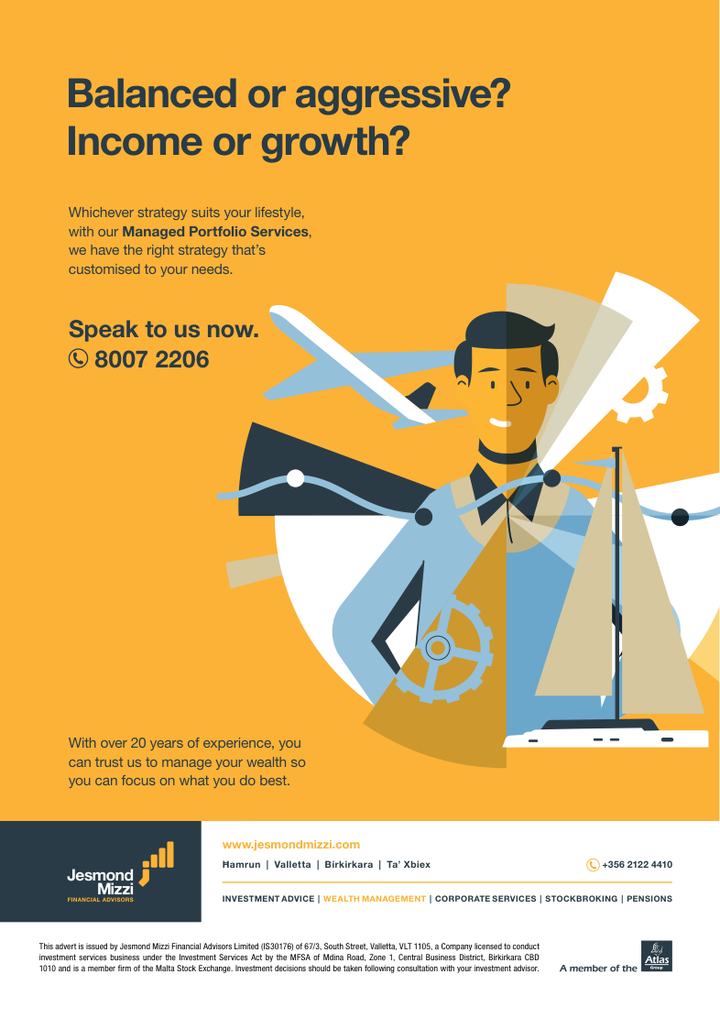 Balanced or aggressive?
Income or growth?
Whichever strategy suits your lifestyle,
with our Managed Portfolio Services,
we have the right strategy that's
customised to your needs.
Speak to us now.
8007 2206
With over 20 years of experience, you
can trust us to manage your wealth so
you can focus on what you do best.
Jesmond
Mizzi
FINANCIAL ADVISORS
www.jesmondmizzi.com
Ħamrun | Valletta | Birkirkara | Ta' Xbiex
+356 2122 4410
INVESTMENT ADVICE | WEALTH MANAGEMENT | CORPORATE SERVICES | STOCKBROKING | PENSIONS
This advert is issued by Jesmond Mizzi Financial Advisors Limited (IS30176) of 67/3, South Street, Valletta, VLT 1105, a Company licensed to conduct
investment services business under the Investment Services Act by the MFSA of Mdina Road, Zone 1, Central Business District, Birkirkara CBD
1010 and is a member firm of the Malta Stock Exchange. Investment decisions should be taken following consultation with your investment advisor.
A member of the
Atlas
Group